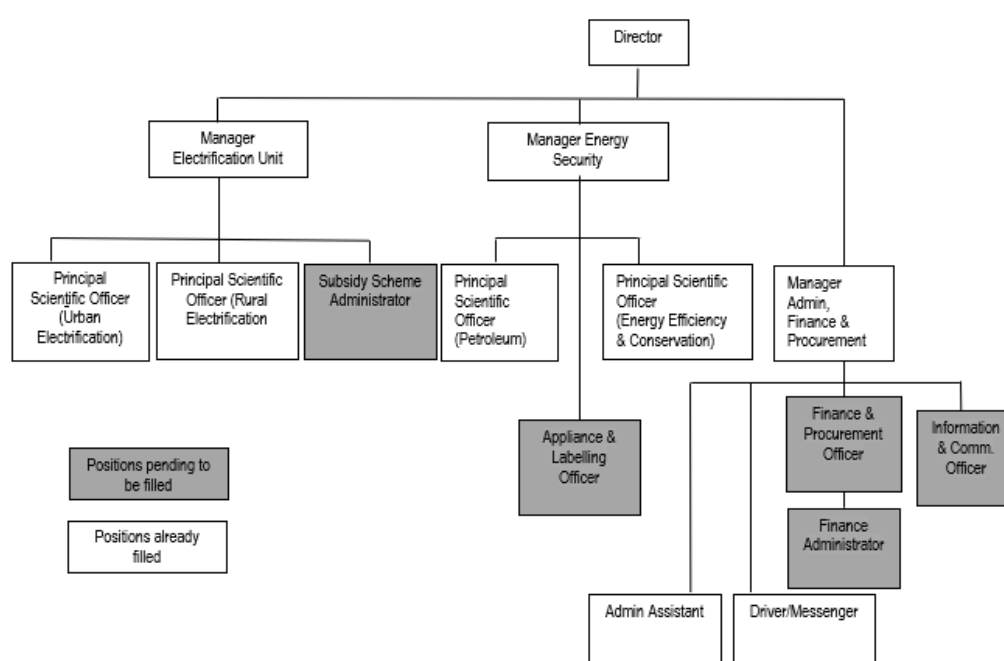 Director
Manager
Electrification Unit
Manager Energy
Security
Principal
Scientific Officer
(Urban
Electrification)
Principal Scientific
Officer (Rural
Electrification
Subsidy Scheme
Administrator
Principal
Scientific
Officer
(Petroleum)
Principal Scientific
Officer
(Energy Efficiency
& Conservation)
Manager
Admin,
Finance &
Procurement
Appliance &
Labelling
Officer
Finance &
Procurement
Officer
Information
& Comm.
Officer
Finance
Administrator
Admin Assistant
Driver/Messenger
Positions pending to
be filled
Positions already
filled